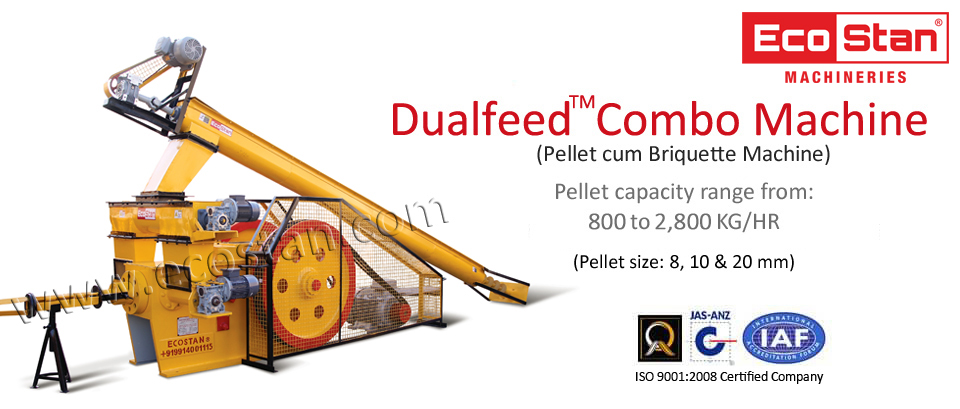 Eco Stan®
MACHINERIES
Dualfeed™Combo Machine
(Pellet cum Briquette Machine)
Pellet capacity range from:
800 to 2,800 KG/HR
(Pellet size: 8, 10 & 20 mm)
www.ecostan.com
ECOSTAN®
+919914001115
JAS-ANZ
INTERNATIONAL
IAF
ACCREDITATION FORUM
ISO 9001:2008 Certified Company